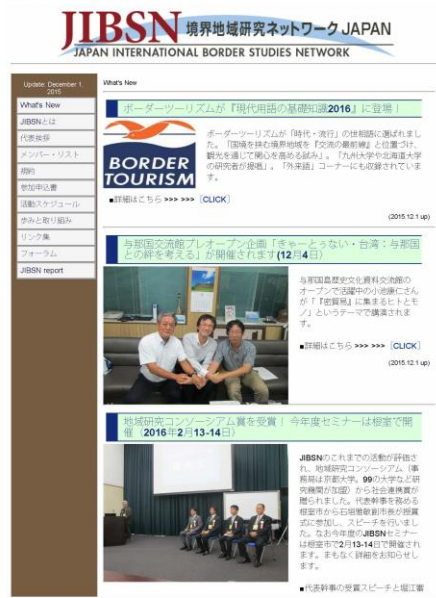 JIBSN 境界地域研究ネットワーク JAPAN
JAPAN INTERNATIONAL BORDER STUDIES NETWORK
Update: December 1,
2015
What's New
JIBSNとは
代表挨拶
メンバー・リスト
規約
参加申込書
活動スケジュール
歩みと取り組み
リンク集
フォーラム
JIBSN report
What's New
ボーダーツーリズムが『現代用語の基礎知識2016』に登場!
BORDER
TOURISM
ボーダーツーリズムが「時代・流行」の世相語に選ばれまし
た。「国境を挟む境界地域を『交流の最前線』と位置づけ、
観光を通じて関心を高める試み」。「九州大学や北海道大学
の研究者が提唱」。「外来語」コーナーにも収録されていま
す。
■詳細はこちら >>> >>> [CLICK]
(2015.12.1 up)
与那国交流館プレオープン企画「きゃーとぅない・台湾:与那国
との絆を考える」が開催されます(12月4日)
与那国島歴史文化資料交流館の
オープンで活躍中の小池康仁さん
が「『密貿易』に集まるヒトとモ
ノ」というテーマで講演されま
す。
■詳細はこちら >>> >>> [CLICK]
(2015.12.1 up)
地域研究コンソーシアム賞を受賞! 今年度セミナーは根室で開
催(2016年2月13-14日)
JIBSNのこれまでの活動が評価さ
れ、地域研究コンソーシアム(事
務局は京都大学。99の大学など研
究機関が加盟)から社会連携賞が
贈られました。代表幹事を務める
根室市から石垣雅敏副市長が授賞
式に参加し、スピーチを行いまし
た。なお今年度のJIBSNセミナー
は根室市で2月13-14日で開催され
ます。まもなく詳細をお知らせし
ます。
■代表幹事の受賞スピーチと堀江審